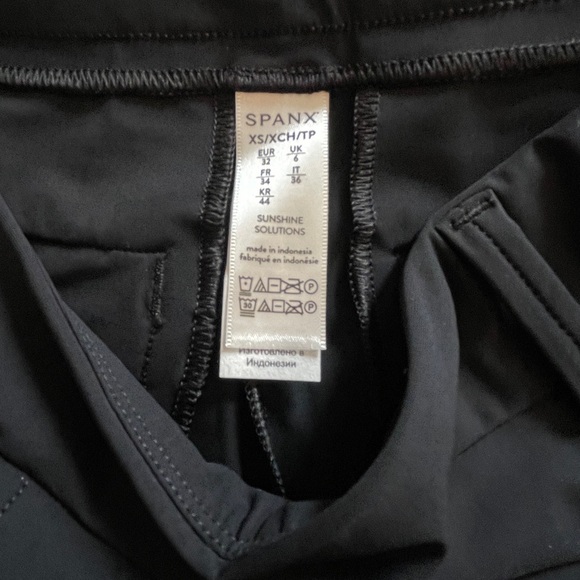 SPANX
XS/XCH/TP
EUR 32 UK 6
FR 34 IT 36
KR 44
SUNSHINE
SOLUTIONS
made in indonesia
fabriqué en indonésie
30
Изготовлено в
Индонезии